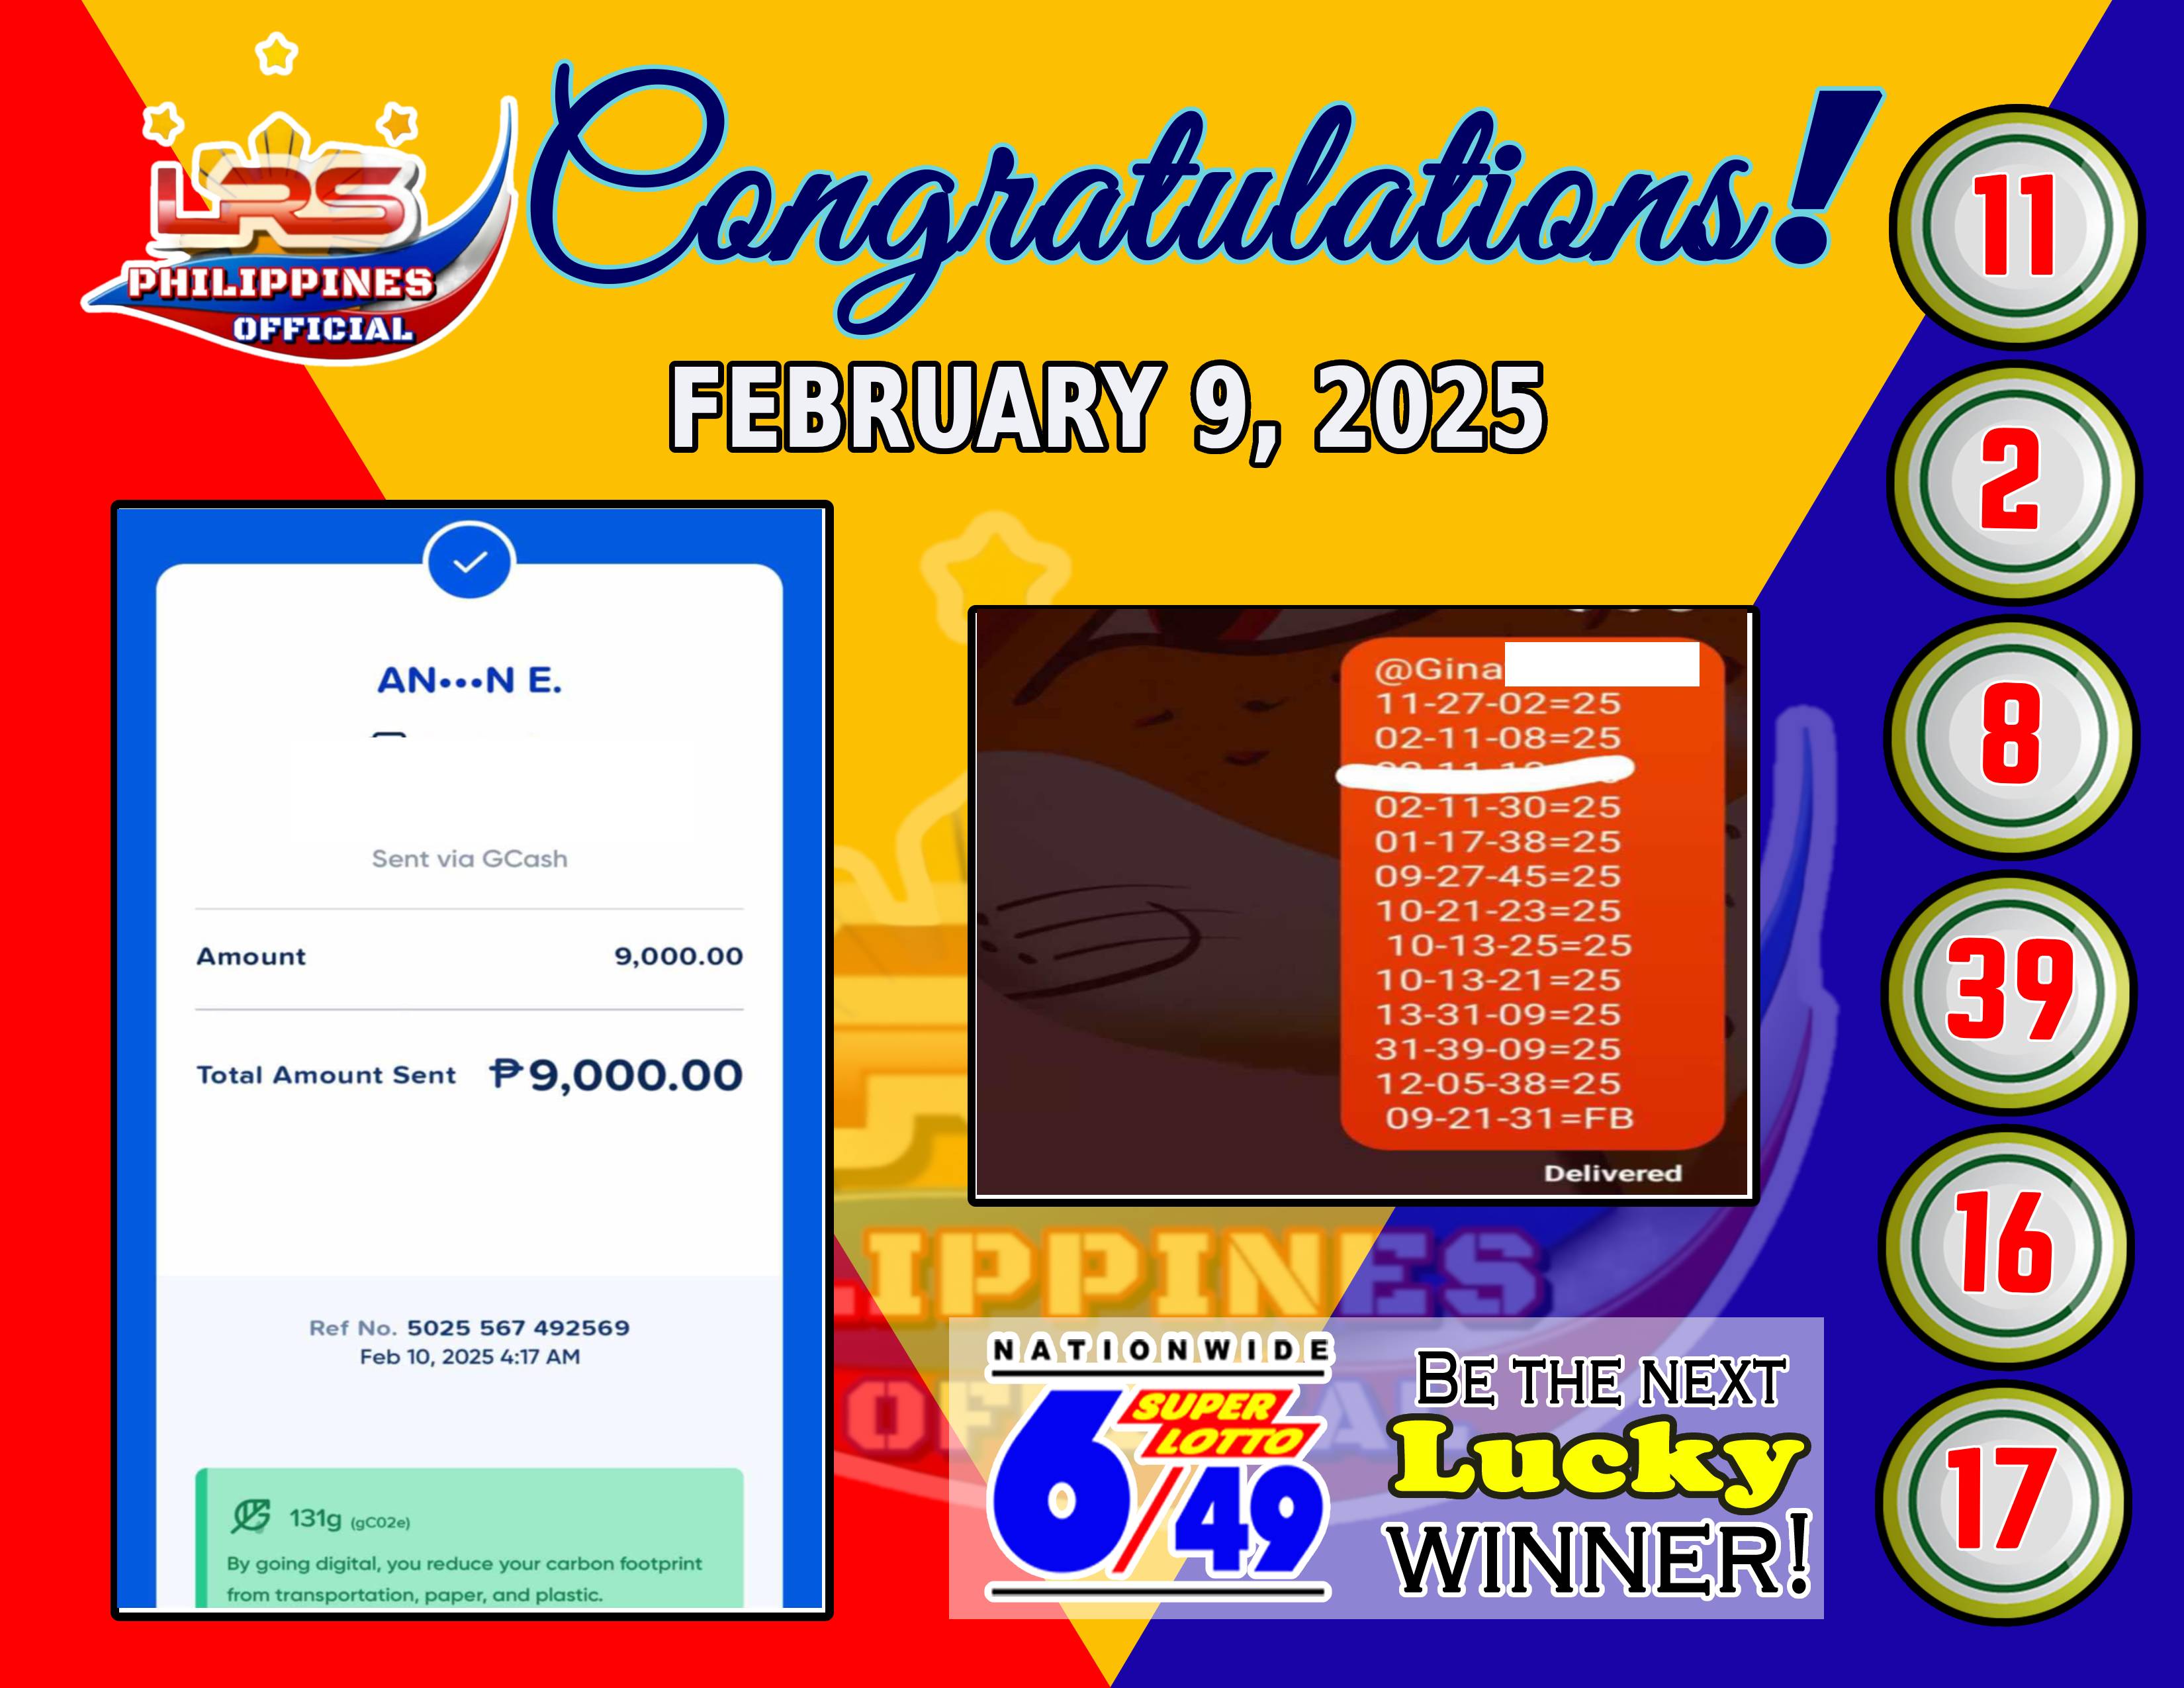 LRS
PHILIPPINES
OFFICIAL
Congratulations!
FEBRUARY 9, 2025
AN•••N E.
Sent via GCash
Amount 9,000.00
Total Amount Sent ₱9,000.00
Ref No. 5025 567 492569
Feb 10, 2025 4:17 AM
131g (gCO2e)
By going digital, you reduce your carbon footprint
from transportation, paper, and plastic.
@Gina
11-27-02=25
02-11-08=25
02-11-30=25
01-17-38=25
09-27-45=25
10-21-23=25
10-13-25=25
10-13-21=25
13-31-09=25
31-39-09=25
12-05-38=25
09-21-31=FB
Delivered
LIPPINES
NATIONWIDE
SUPER
LOTTO
6/49
BE THE NEXT
Lucky
WINNER!
11
2
8
39
16
17